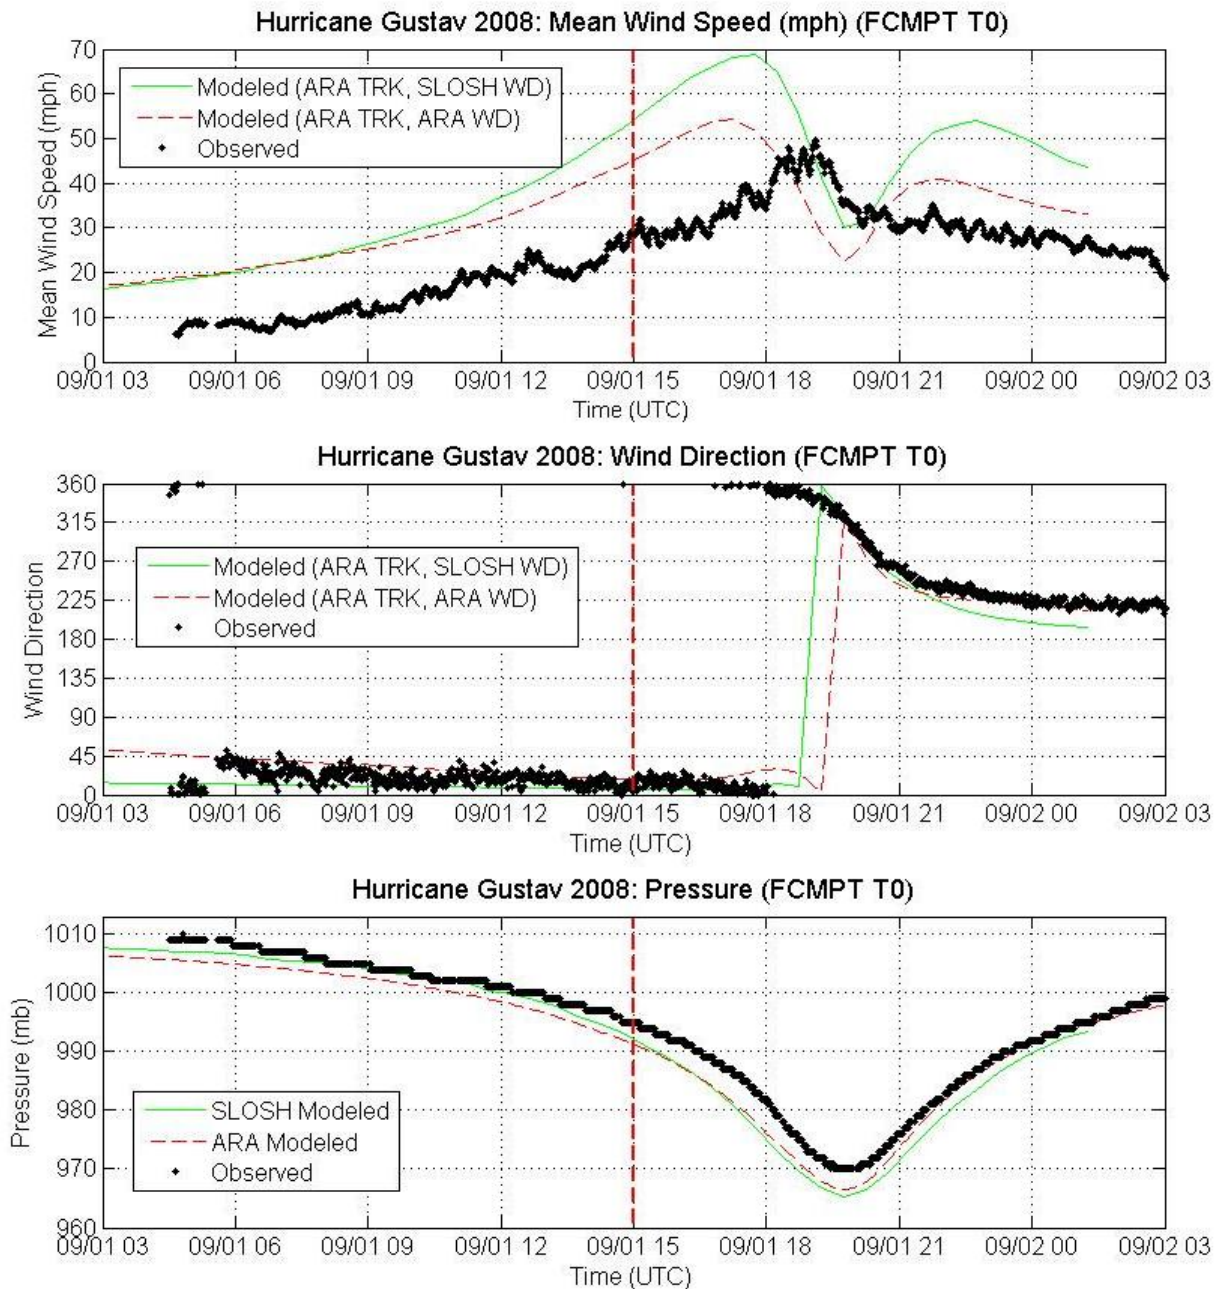 Hurricane Gustav 2008: Mean Wind Speed (mph) (FCMPT T0)
Mean Wind Speed (mph)
70
60
50
40
30
20
10
0
Modeled (ARA TRK, SLOSH WD)
Modeled (ARA TRK, ARA WD)
Observed
09/01 03 09/01 06 09/01 09 09/01 12 09/01 15 09/01 18 09/01 21 09/02 00 09/02 03
Time (UTC)
Hurricane Gustav 2008: Wind Direction (FCMPT T0)
Wind Direction
360
315
270
225
180
135
90
45
0
Modeled (ARA TRK, SLOSH WD)
Modeled (ARA TRK, ARA WD)
Observed
09/01 03 09/01 06 09/01 09 09/01 12 09/01 15 09/01 18 09/01 21 09/02 00 09/02 03
Time (UTC)
Hurricane Gustav 2008: Pressure (FCMPT T0)
Pressure (mb)
1010
1000
990
980
970
960
SLOSH Modeled
ARA Modeled
Observed
09/01 03 09/01 06 09/01 09 09/01 12 09/01 15 09/01 18 09/01 21 09/02 00 09/02 03
Time (UTC)